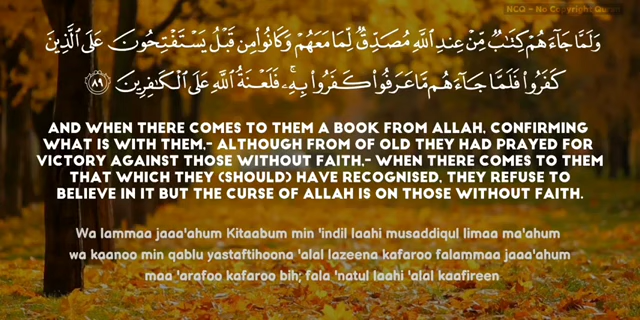 NCQ - No Copyright Quran
وَلَمَّا جَآءَهُمْ كِتَٰبٌ مِّنْ عِندِ ٱللَّهِ مُصَدِّقٌ لِّمَا مَعَهُمْ وَكَانُوا۟ مِن قَبْلُ يَسْتَفْتِحُونَ عَلَى ٱلَّذِينَ
كَفَرُوا۟ فَلَمَّا جَآءَهُم مَّا عَرَفُوا۟ كَفَرُوا۟ بِهِۦ ۚ فَلَعْنَةُ ٱللَّهِ عَلَى ٱلْكَٰفِرِينَ ٨٩
AND WHEN THERE COMES TO THEM A BOOK FROM ALLAH, CONFIRMING
WHAT IS WITH THEM,- ALTHOUGH FROM OF OLD THEY HAD PRAYED FOR
VICTORY AGAINST THOSE WITHOUT FAITH,- WHEN THERE COMES TO THEM
THAT WHICH THEY (SHOULD) HAVE RECOGNISED, THEY REFUSE TO
BELIEVE IN IT BUT THE CURSE OF ALLAH IS ON THOSE WITHOUT FAITH.
Wa lammaa jaaa'ahum Kitaabum min 'indil laahi musaddiqul limaa ma'ahum
wa kaanoo min qablu yastaftihoona 'alal lazeena kafaroo falammaa jaaa'ahum
maa 'arafoo kafaroo bih; fala 'natul laahi 'alal kaafireen